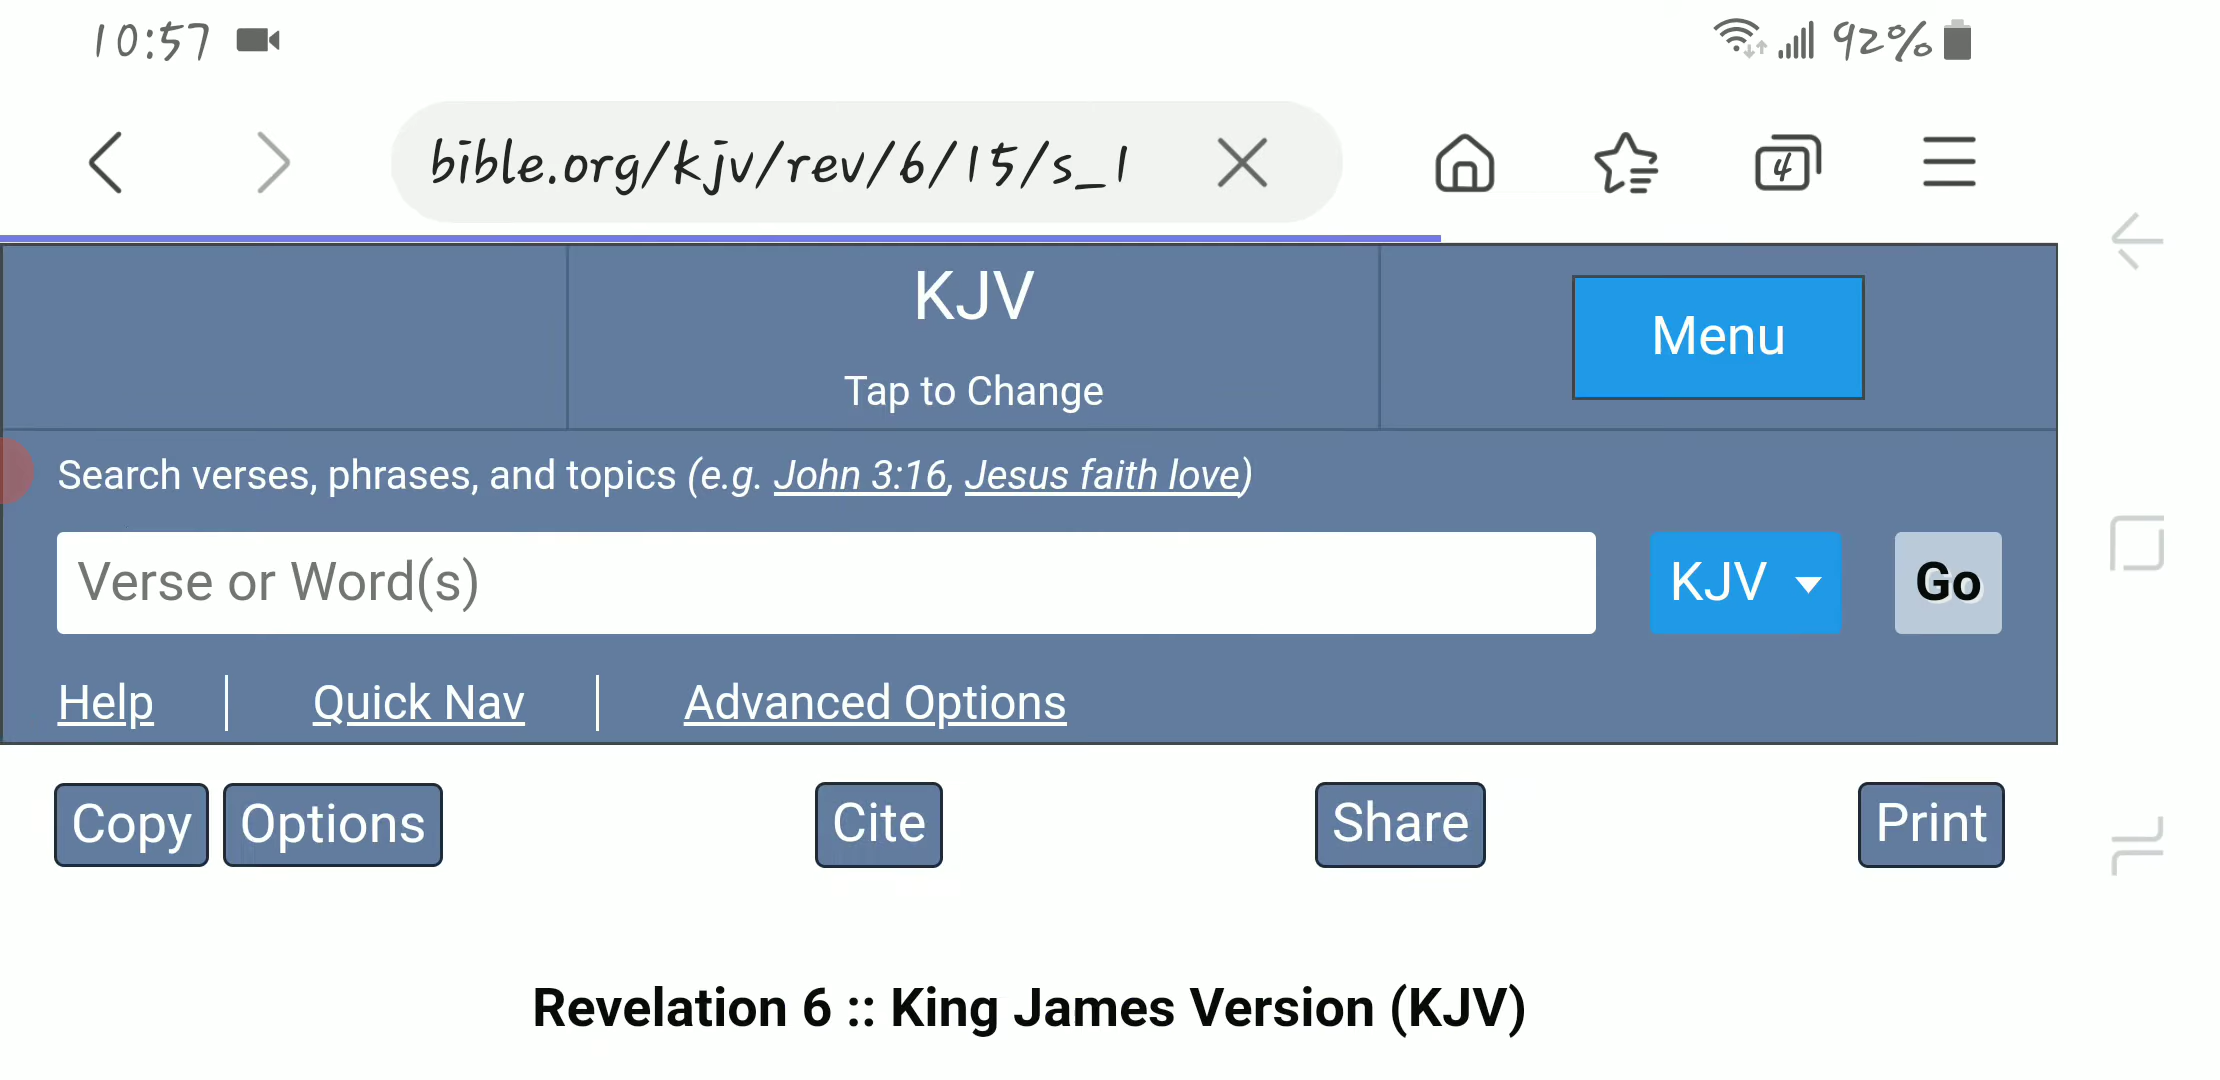 10:57 92%
bible.org/kjv/rev/6/15/s_1 4
KJV
Tap to Change
Menu
Search verses, phrases, and topics (e.g. John 3:16, Jesus faith love)
Verse or Word(s) KJV Go
Help | Quick Nav | Advanced Options
Copy Options Cite Share Print
Revelation 6 :: King James Version (KJV)